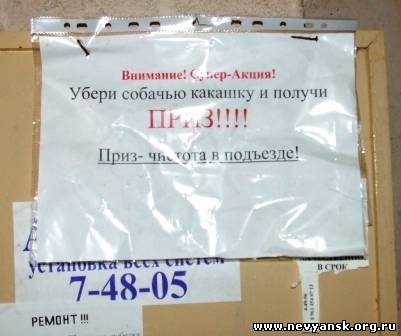 Внимание! Супер-Акция!
Убери собачью какашку и получи
ПРИЗ!!!!
Приз- чистота в подъезде!
установка всех систем
7-48-05
В СРОК
РЕМОНТ !!!
www.nevyansk.org.ru